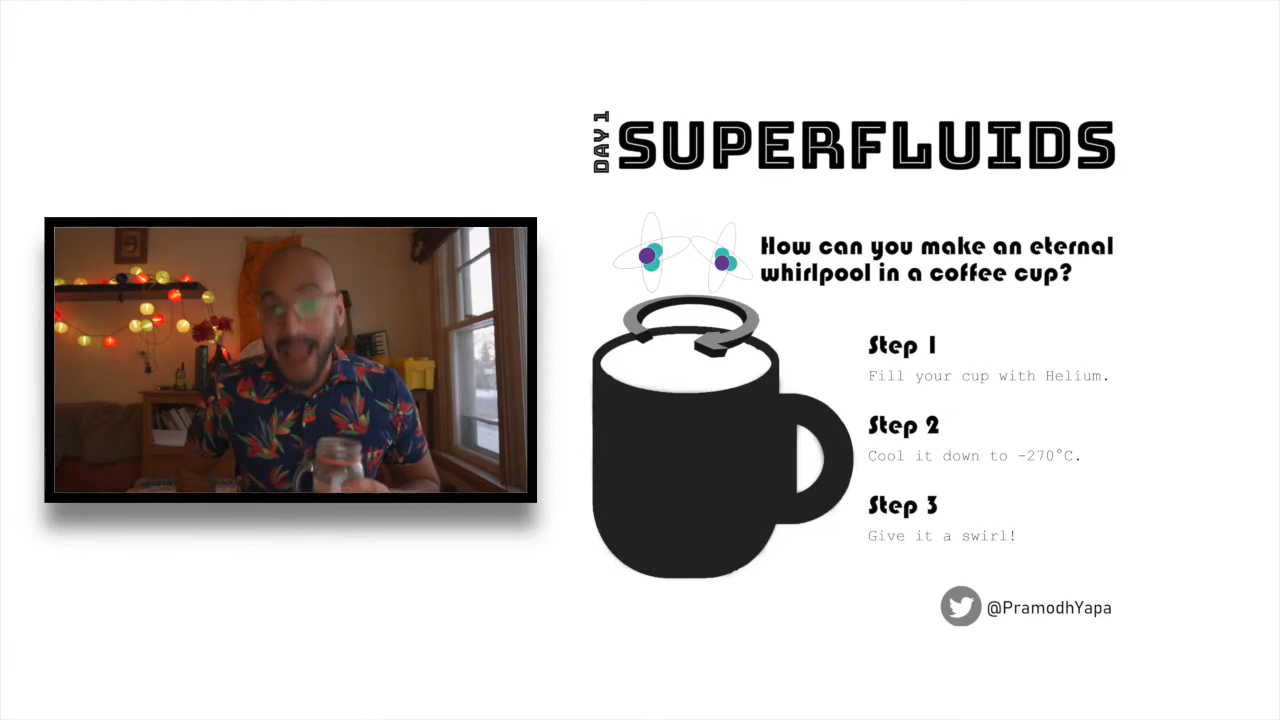 DAY 1
SUPERFLUIDS
How can you make an eternal
whirlpool in a coffee cup?
Step 1
Fill your cup with Helium.
Step 2
Cool it down to -270°C.
Step 3
Give it a swirl!
@PramodhYapa